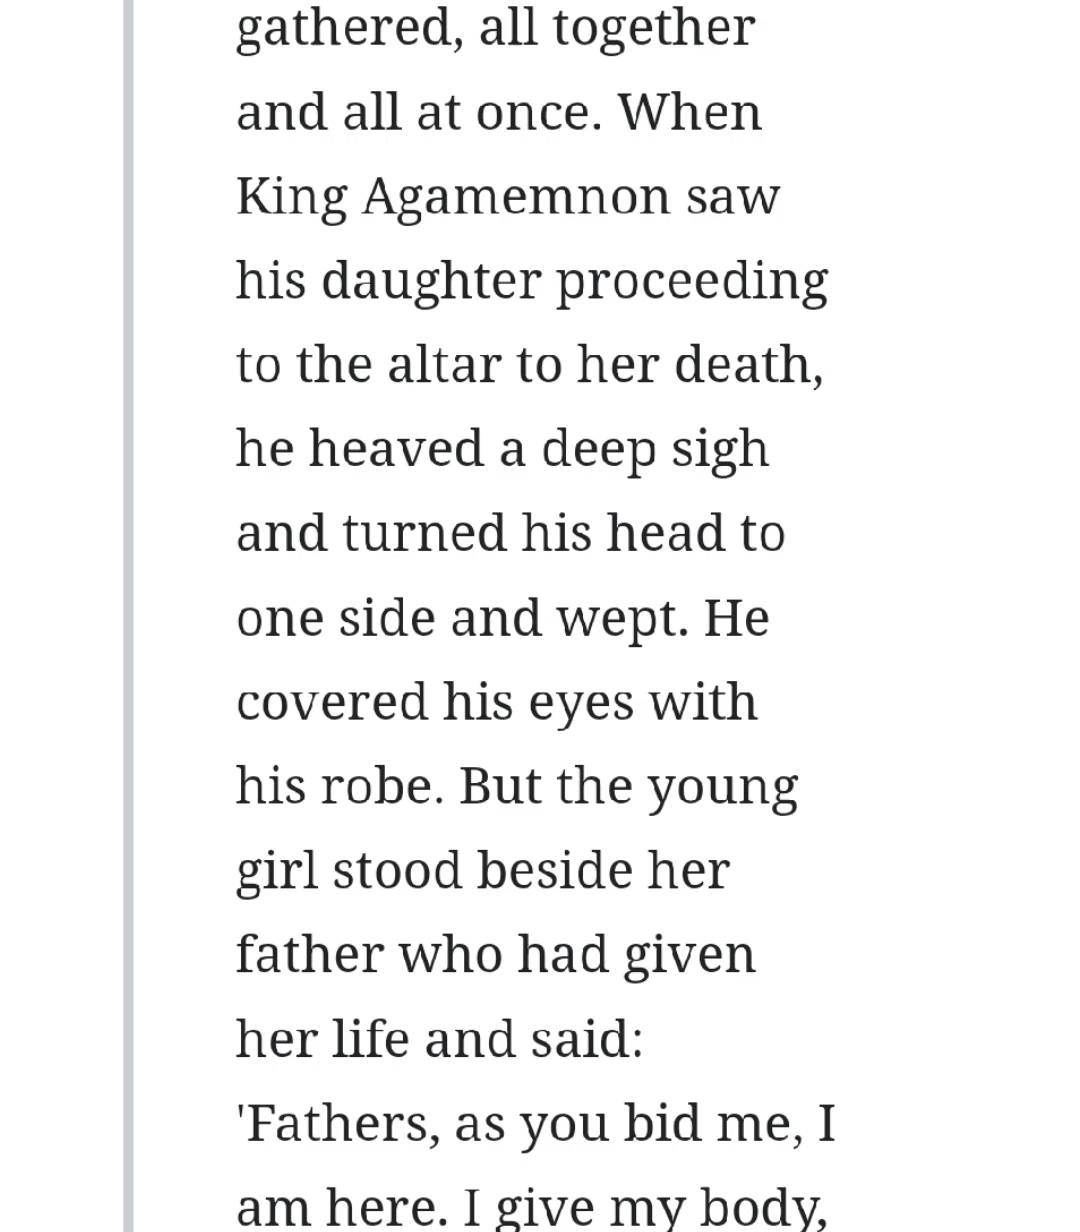 gathered, all together
and all at once. When
King Agamemnon saw
his daughter proceeding
to the altar to her death,
he heaved a deep sigh
and turned his head to
one side and wept. He
covered his eyes with
his robe. But the young
girl stood beside her
father who had given
her life and said:
'Fathers, as you bid me, I
am here. I give my body,